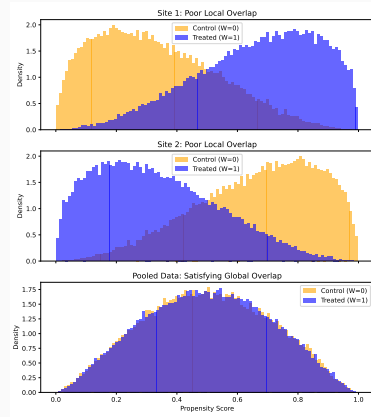 Site 1: Poor Local Overlap
2.0
1.5
1.0
0.5
0.0
Density
Control (W=0)
Treated (W=1)
Site 2: Poor Local Overlap
2.0
1.5
1.0
0.5
0.0
Density
Control (W=0)
Treated (W=1)
Pooled Data: Satisfying Global Overlap
1.75
1.50
1.25
1.00
0.75
0.50
0.25
0.00
Density
Control (W=0)
Treated (W=1)
0.0 0.2 0.4 0.6 0.8 1.0
Propensity Score